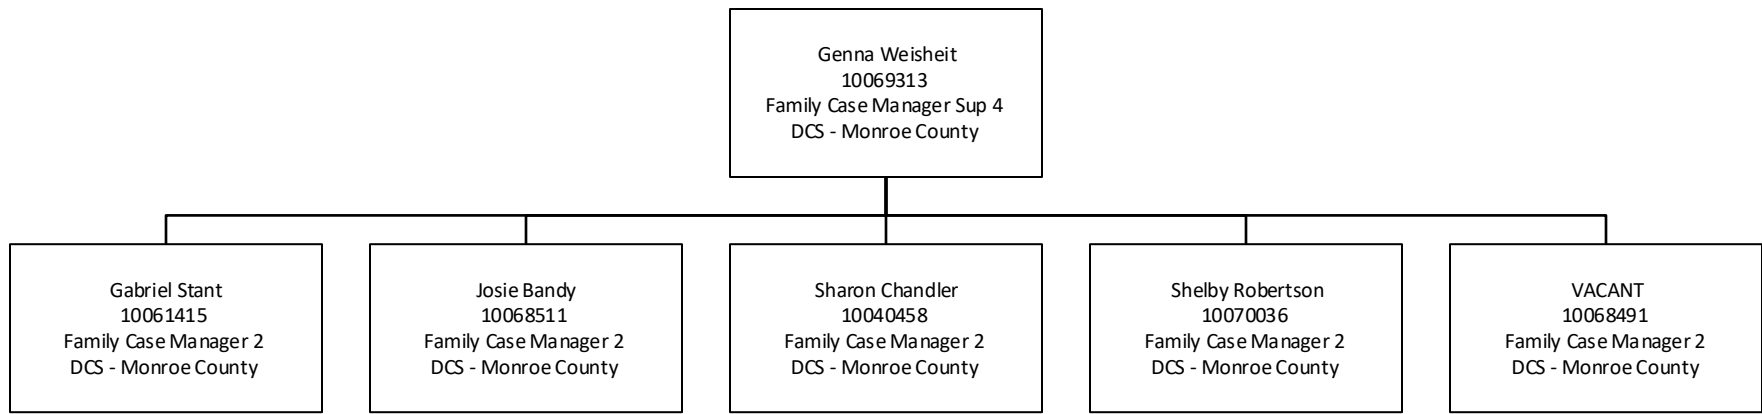 Genna Weisheit
10069313
Family Case Manager Sup 4
DCS - Monroe County
Gabriel Stant
10061415
Family Case Manager 2
DCS - Monroe County
Josie Bandy
10068511
Family Case Manager 2
DCS - Monroe County
Sharon Chandler
10040458
Family Case Manager 2
DCS - Monroe County
Shelby Robertson
10070036
Family Case Manager 2
DCS - Monroe County
VACANT
10068491
Family Case Manager 2
DCS - Monroe County